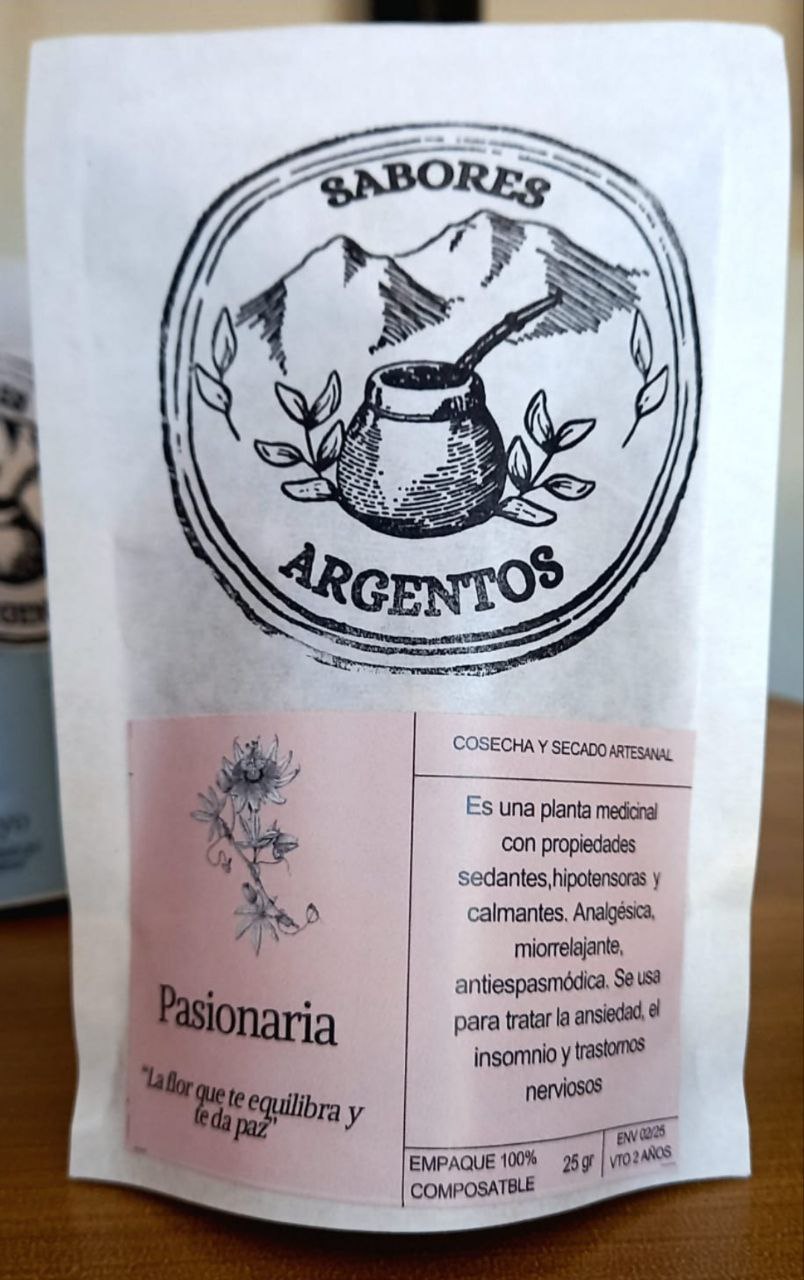 SABORES
ARGENTOS
COSECHA Y SECADO ARTESANAL
Es una planta medicinal
con propiedades
sedantes,hipotensoras y
calmantes. Analgésica,
miorrelajante,
antiespasmódica. Se usa
para tratar la ansiedad, el
insomnio y trastornos
nerviosos
Pasionaria
"La flor que te equilibra y
te da paz"
EMPAQUE 100%
COMPOSATBLE
25 gr
ENV 02/25
VTO 2 AÑOS